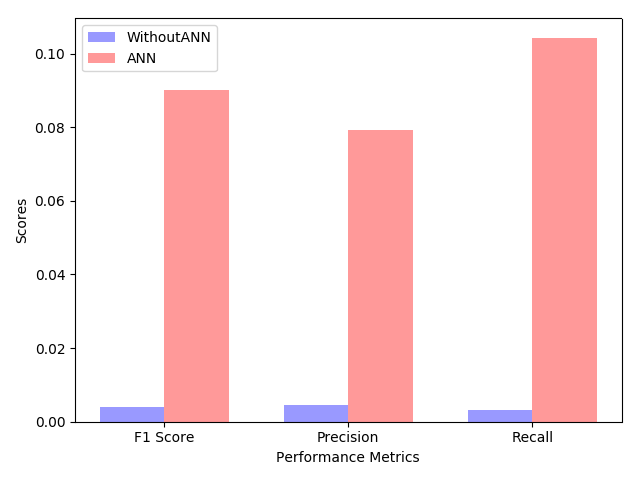 WithoutANN
ANN
0.10
0.08
0.06
0.04
0.02
0.00
Scores
F1 Score Precision Recall
Performance Metrics